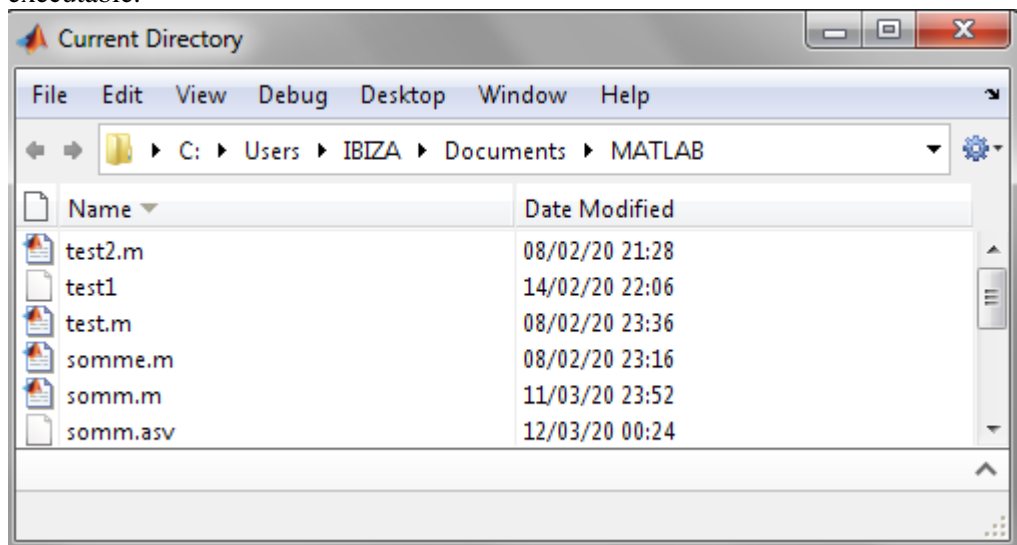 Current Directory
File Edit View Debug Desktop Window Help
C: Users IBIZA Documents MATLAB
Name Date Modified
test2.m 08/02/20 21:28
test1 14/02/20 22:06
test.m 08/02/20 23:36
somme.m 08/02/20 23:16
somm.m 11/03/20 23:52
somm.asv 12/03/20 00:24